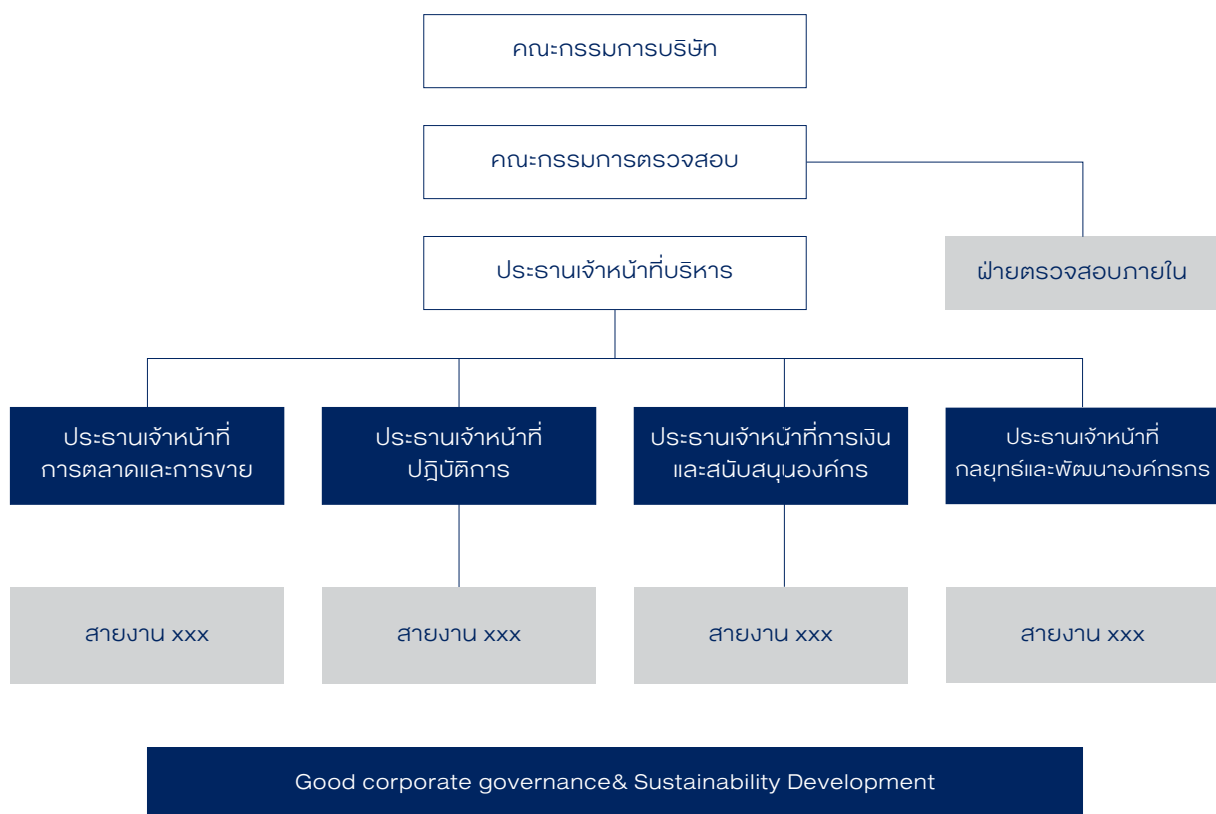 คณะกรรมการบริษัท
คณะกรรมการตรวจสอบ
ประธานเจ้าหน้าที่บริหาร
ฝ่ายตรวจสอบภายใน
ประธานเจ้าหน้าที่
การตลาดและการขาย
ประธานเจ้าหน้าที่
ปฎิบัติการ
ประธานเจ้าหน้าที่การเงิน
และสนับสนุนองค์กร
ประธานเจ้าหน้าที่
กลยุทธ์และพัฒนาองค์กรกร
สายงาน xxx
สายงาน xxx
สายงาน xxx
สายงาน xxx
Good corporate governance& Sustainability Development